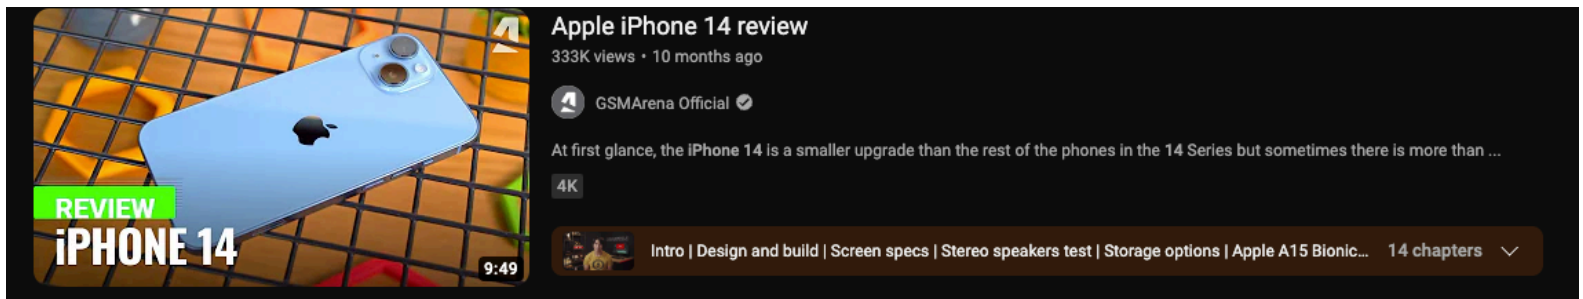 REVIEW
iPHONE 14
9:49
Apple iPhone 14 review
333K views • 10 months ago
GSMArena Official
At first glance, the iPhone 14 is a smaller upgrade than the rest of the phones in the 14 Series but sometimes there is more than ...
4K
Intro | Design and build | Screen specs | Stereo speakers test | Storage options | Apple A15 Bionic... 14 chapters